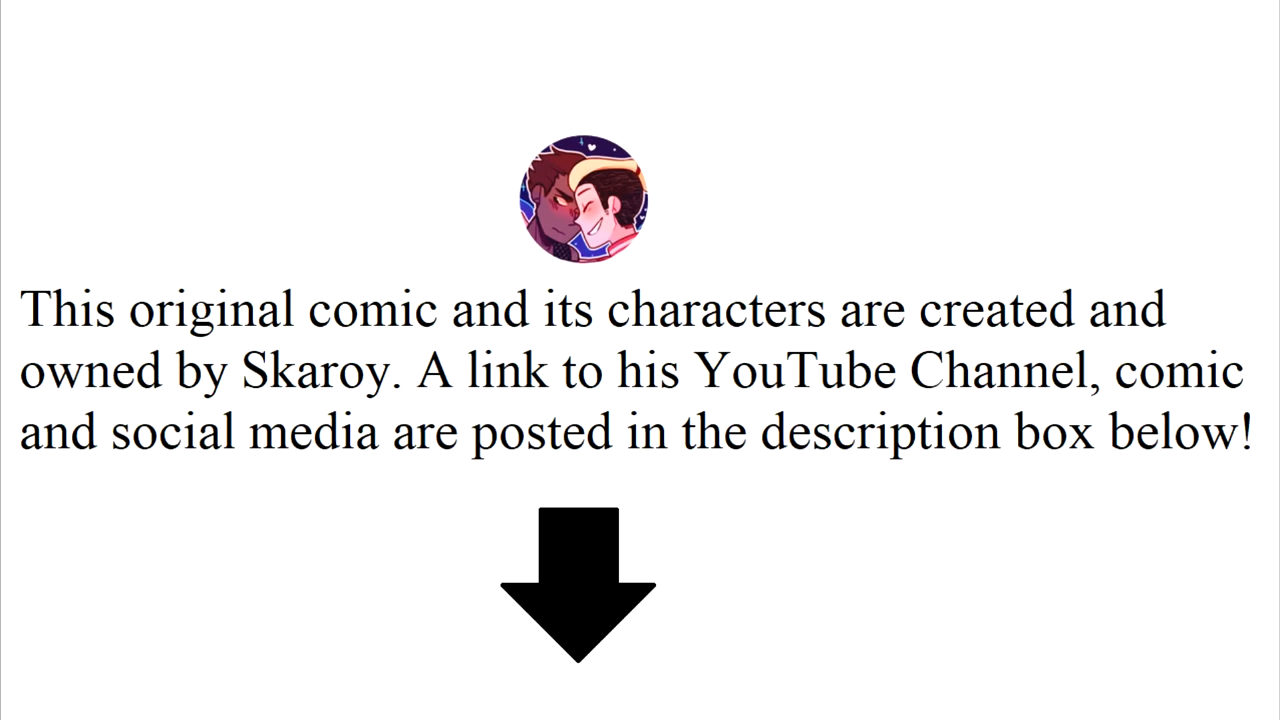 This original comic and its characters are created and
owned by Skaroy. A link to his YouTube Channel, comic
and social media are posted in the description box below!